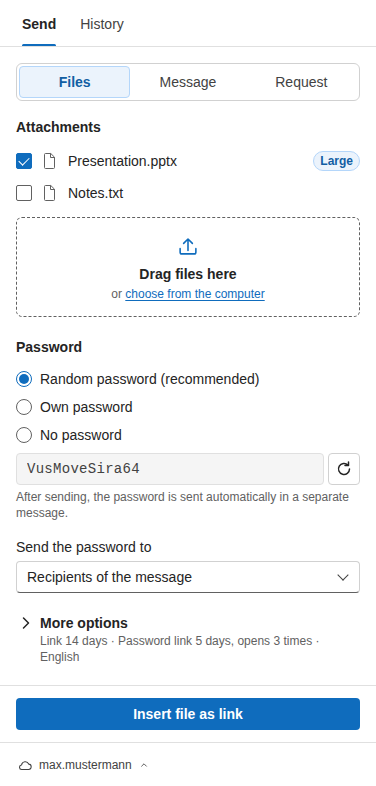 Send History
Files Message Request
Attachments
Presentation.pptx Large
Notes.txt
Drag files here
or choose from the computer
Password
Random password (recommended)
Own password
No password
VusMoveSira64
After sending, the password is sent automatically in a separate
message.
Send the password to
Recipients of the message
More options
Link 14 days · Password 5 days, opens 3 times ·
English
Insert file as link
max.mustermann